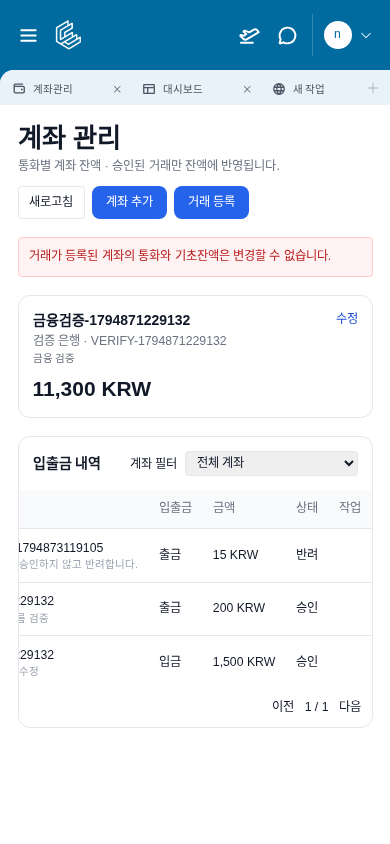 n
계좌관리
대시보드
새 작업
계좌 관리
통화별 계좌 잔액 · 승인된 거래만 잔액에 반영됩니다.
새로고침 계좌 추가 거래 등록
거래가 등록된 계좌의 통화와 기초잔액은 변경할 수 없습니다.
금융검증-1794871229132 수정
검증 은행 · VERIFY-1794871229132
금융 검증
11,300 KRW
입출금 내역 계좌 필터 전체 계좌
입출금 금액 상태 작업
1794873119105 출금 15 KRW 반려
승인하지 않고 반려합니다.
229132 출금 200 KRW 승인
검증
229132 입금 1,500 KRW 승인
수정
이전 1 / 1 다음